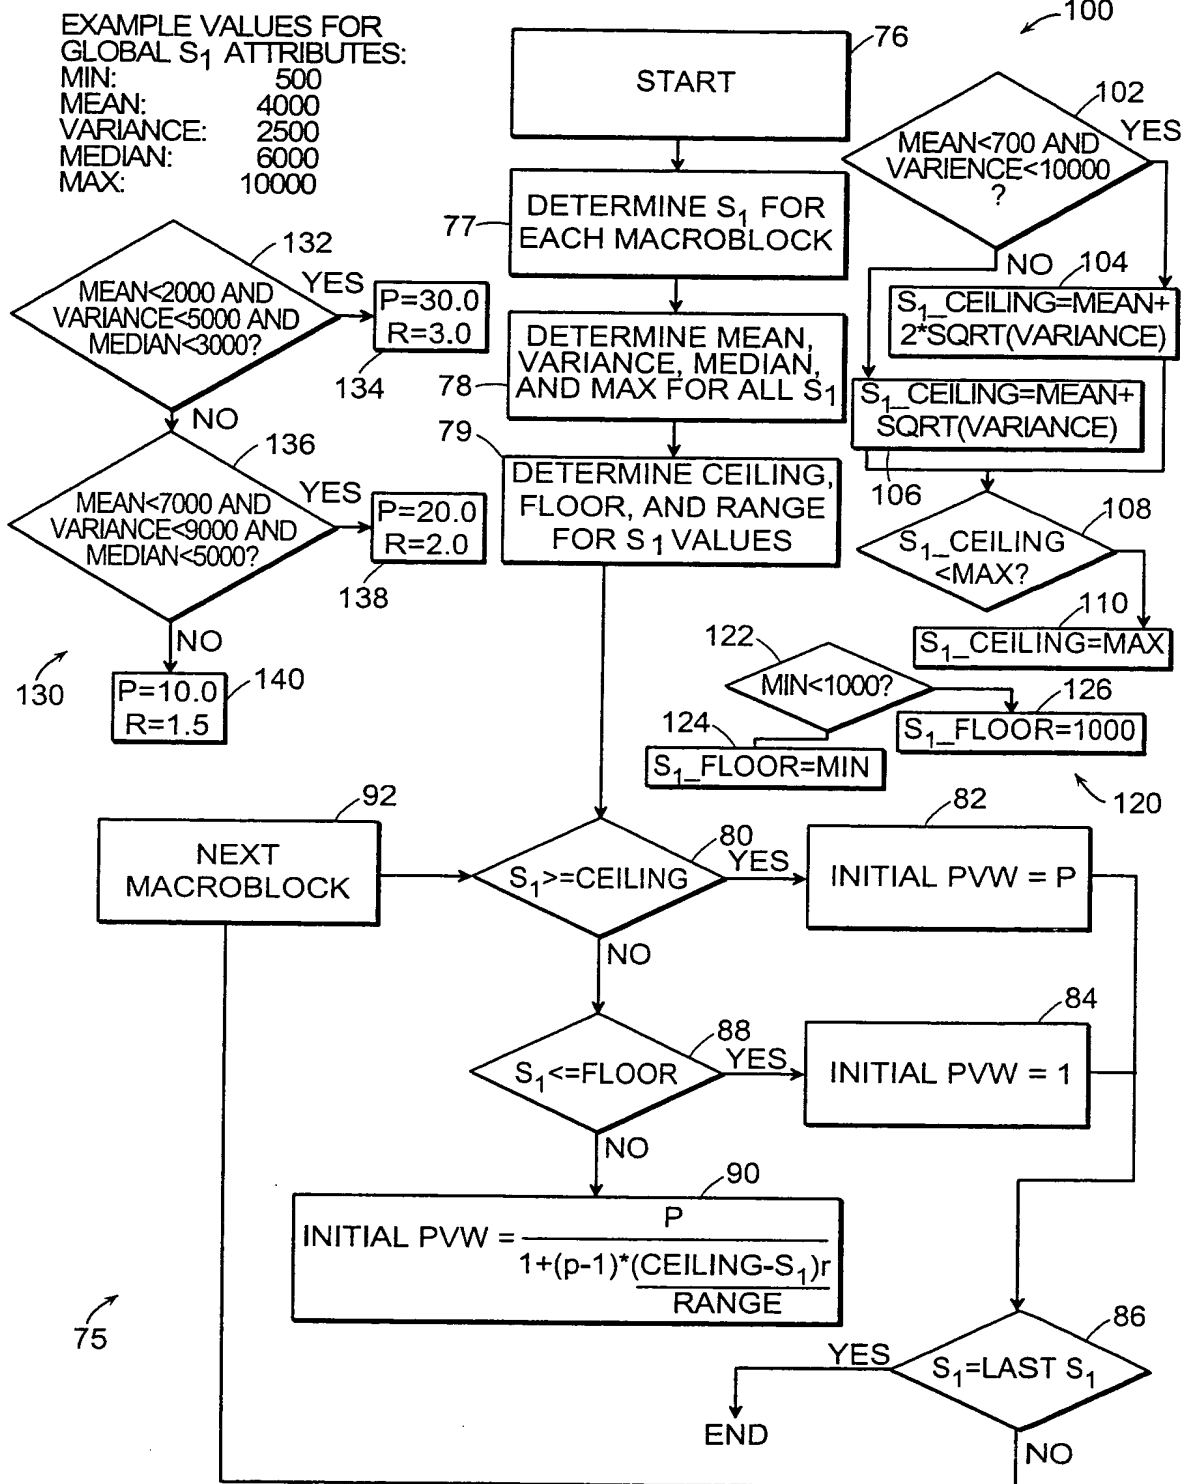 EXAMPLE VALUES FOR
GLOBAL S1 ATTRIBUTES:
MIN: 500
MEAN: 4000
VARIANCE: 2500
MEDIAN: 6000
MAX: 10000
76
START
77
DETERMINE S1 FOR
EACH MACROBLOCK
78
DETERMINE MEAN,
VARIANCE, MEDIAN,
AND MAX FOR ALL S1
79
DETERMINE CEILING,
FLOOR, AND RANGE
FOR S1 VALUES
100
102
MEAN<700 AND
VARIENCE<10000
?
YES
NO
104
S1_CEILING=MEAN+
2*SQRT(VARIANCE)
S1_CEILING=MEAN+
SQRT(VARIANCE)
106
108
S1_CEILING
<MAX?
110
S1_CEILING=MAX
132
MEAN<2000 AND
VARIANCE<5000 AND
MEDIAN<3000?
YES
P=30.0
R=3.0
134
NO
136
MEAN<7000 AND
VARIANCE<9000 AND
MEDIAN<5000?
YES
P=20.0
R=2.0
138
NO
130
P=10.0
R=1.5
140
122
MIN<1000?
124
S1_FLOOR=MIN
126
S1_FLOOR=1000
120
92
NEXT
MACROBLOCK
80
S1>=CEILING
YES
82
INITIAL PVW = P
NO
88
S1<=FLOOR
YES
84
INITIAL PVW = 1
NO
90
INITIAL PVW = P
1+(p-1)*(CEILING-S1)r
RANGE
75
86
S1=LAST S1
YES
END
NO